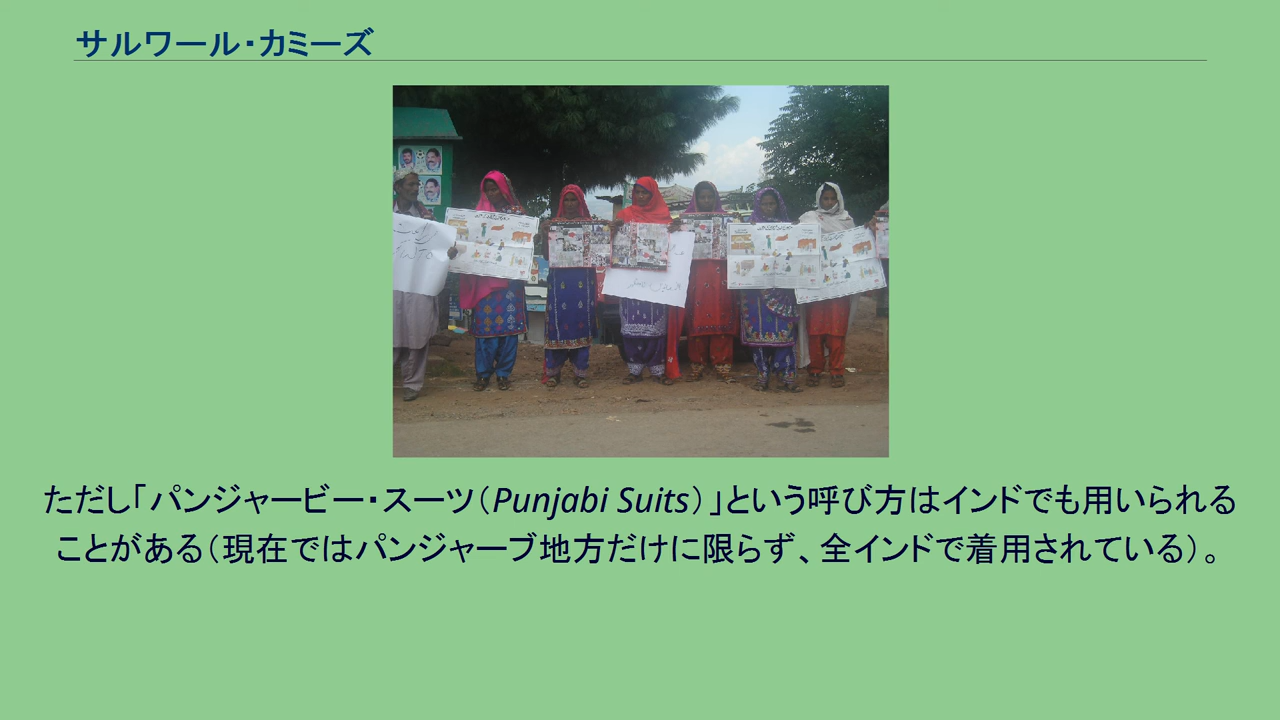 サルワール・カミーズ
ただし「パンジャービー・スーツ（Punjabi Suits）」という呼び方はインドでも用いられる
ことがある（現在ではパンジャーブ地方だけに限らず、全インドで着用されている）。